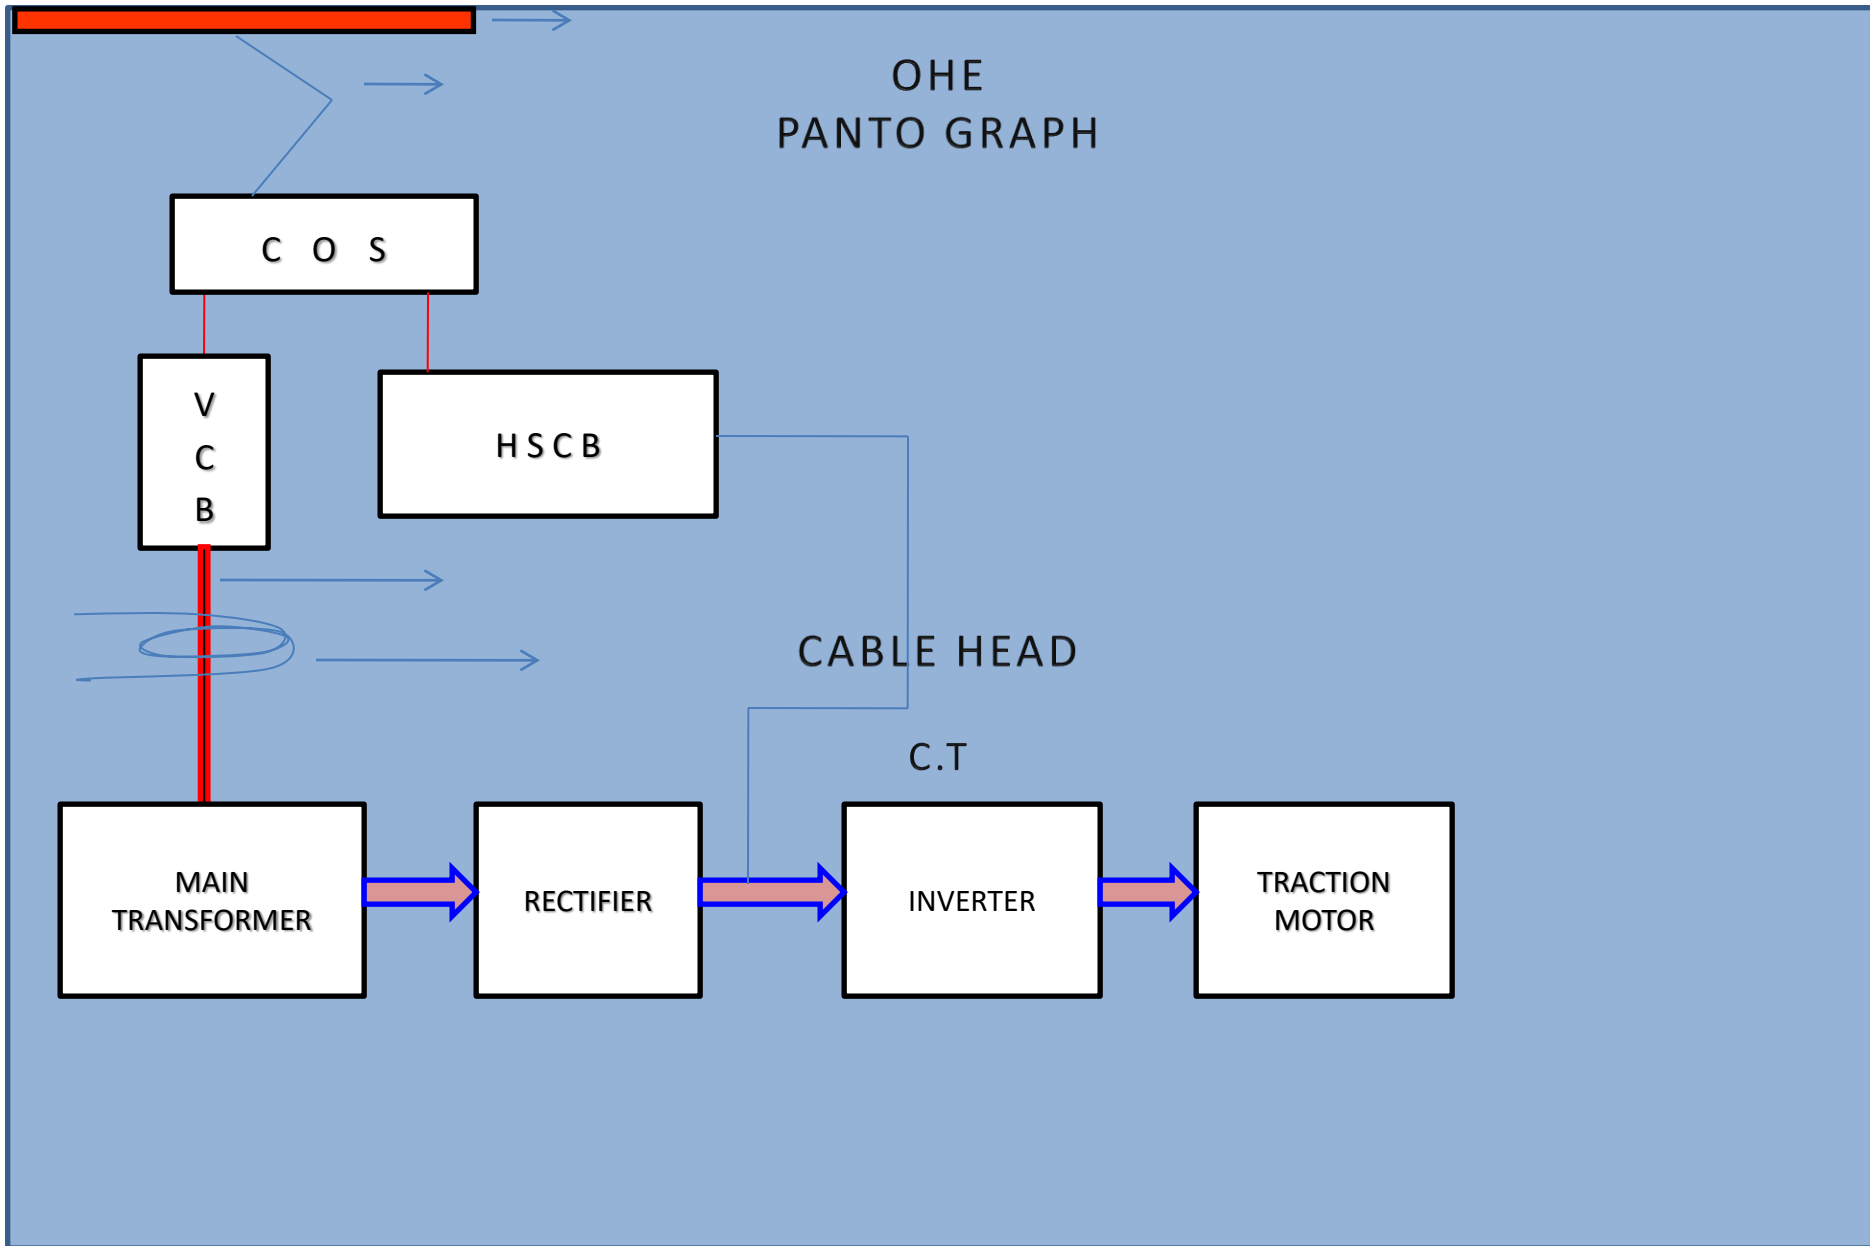 OHE
PANTO GRAPH
C O S
V
C
B
H S C B
CABLE HEAD
C.T
MAIN
TRANSFORMER
RECTIFIER
INVERTER
TRACTION
MOTOR